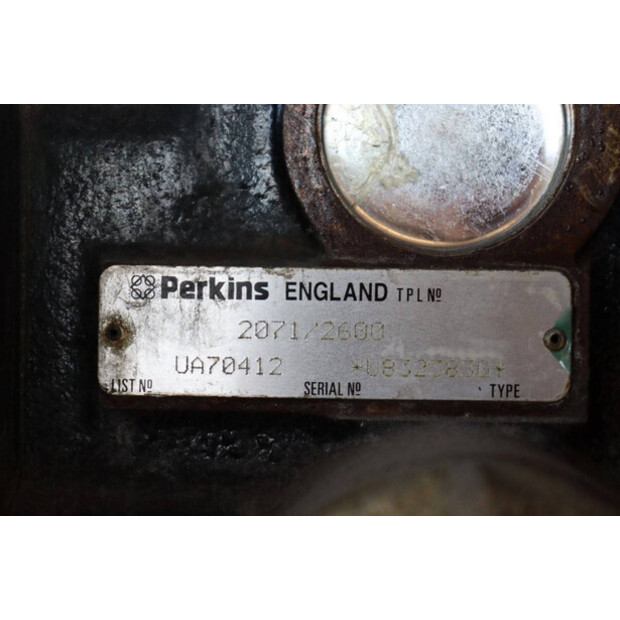 Perkins ENGLAND TPL Nº
2071/2600
UA70412
LIST Nº SERIAL Nº TYPE